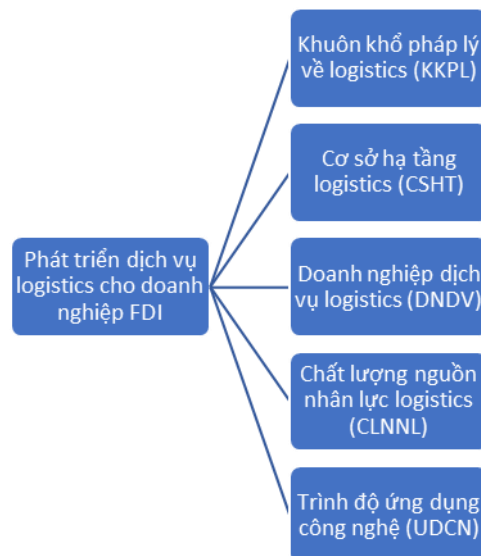 Khuôn khổ pháp lý
về logistics (KKPL)
Cơ sở hạ tầng
logistics (CSHT)
Phát triển dịch vụ
logistics cho doanh
nghiệp FDI
Doanh nghiệp dịch
vụ logistics (DNDV)
Chất lượng nguồn
nhân lực logistics
(CLNNL)
Trình độ ứng dụng
công nghệ (UDCN)